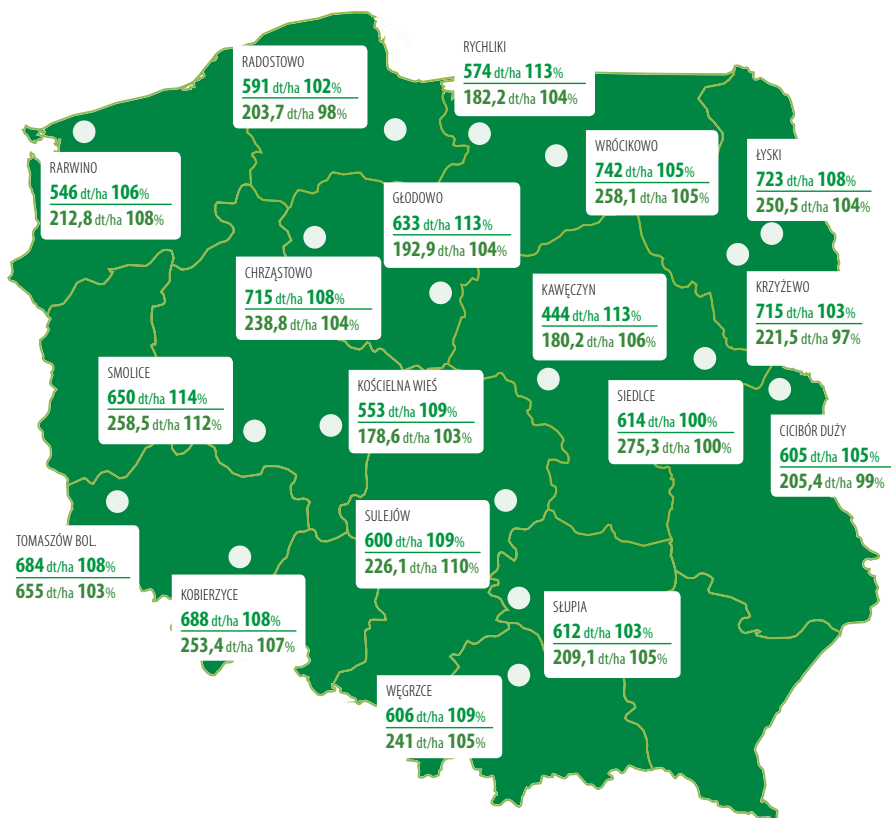 RADOSTOWO
591 dt/ha 102%
203,7 dt/ha 98%
RYCHLIKI
574 dt/ha 113%
182,2 dt/ha 104%
RARWINO
546 dt/ha 106%
212,8 dt/ha 108%
WRÓCIKOWO
742 dt/ha 105%
258,1 dt/ha 105%
ŁYSKI
723 dt/ha 108%
250,5 dt/ha 104%
GŁODOWO
633 dt/ha 113%
192,9 dt/ha 104%
CHRZĄSTOWO
715 dt/ha 108%
238,8 dt/ha 104%
KAWĘCZYN
444 dt/ha 113%
180,2 dt/ha 106%
KRZYŻEWO
715 dt/ha 103%
221,5 dt/ha 97%
SMOLICE
650 dt/ha 114%
258,5 dt/ha 112%
KOŚCIELNA WIEŚ
553 dt/ha 109%
178,6 dt/ha 103%
SIEDLCE
614 dt/ha 100%
275,3 dt/ha 100%
CICIBÓR DUŻY
605 dt/ha 105%
205,4 dt/ha 99%
TOMASZÓW BOL.
684 dt/ha 108%
655 dt/ha 103%
SULEJÓW
600 dt/ha 109%
226,1 dt/ha 110%
KOBIERZYCE
688 dt/ha 108%
253,4 dt/ha 107%
SŁUPIA
612 dt/ha 103%
209,1 dt/ha 105%
WĘGRZCE
606 dt/ha 109%
241 dt/ha 105%